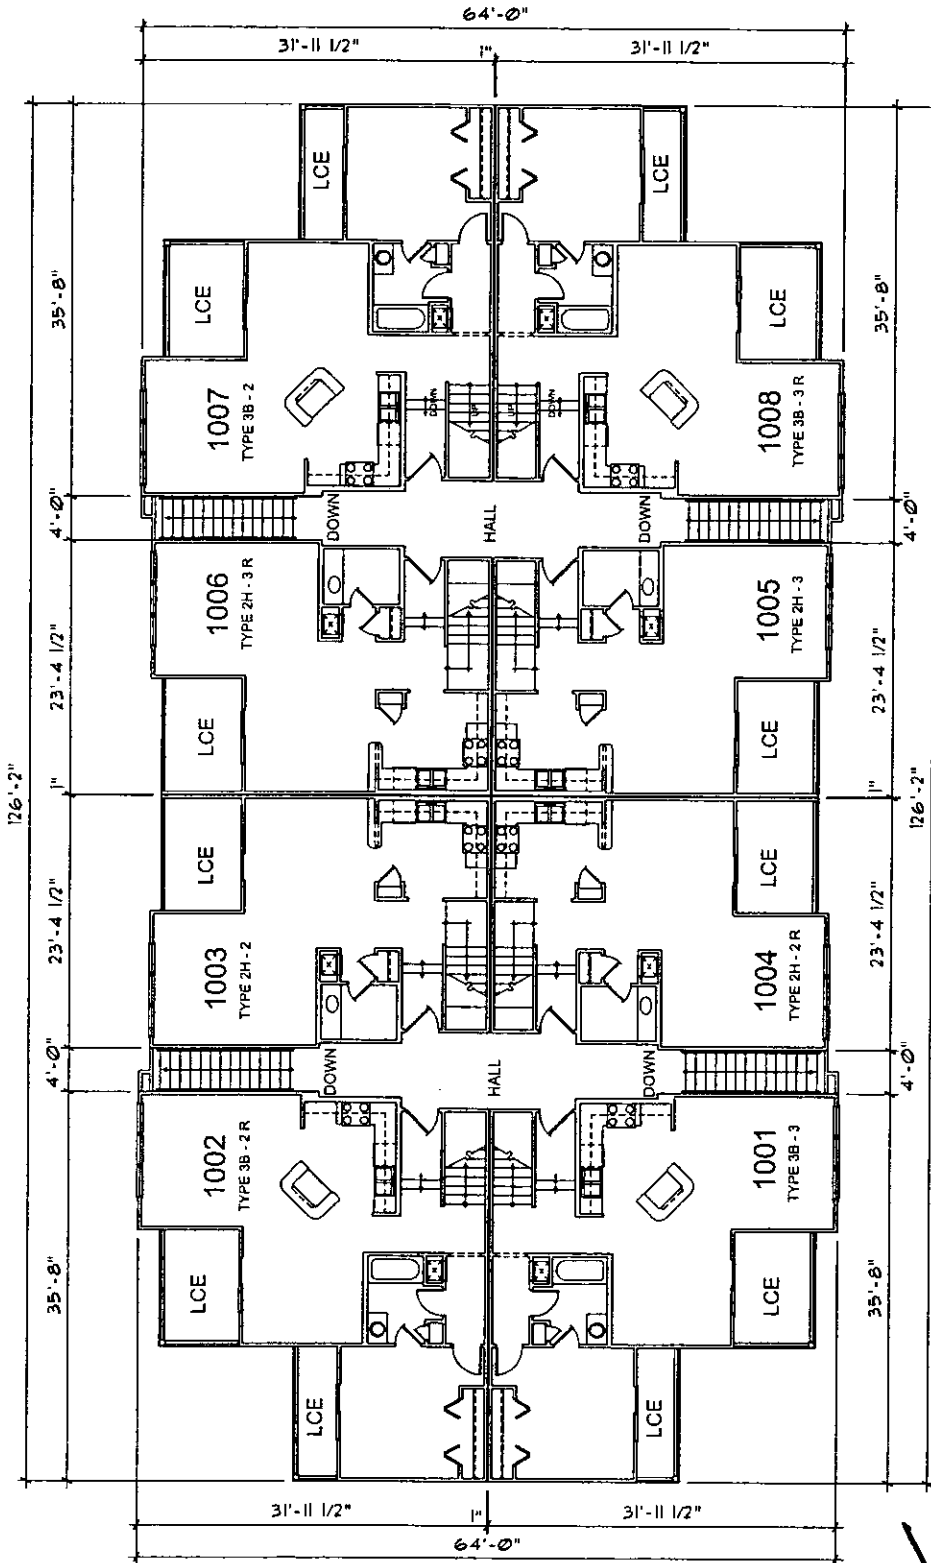 64'-0"
31'-11 1/2"
1"
31'-11 1/2"
LCE
LCE
35'-8"
LCE
LCE
35'-8"
1007
TYPE 3B - 2
DOWN
UP
UP
DOWN
1008
TYPE 3B - 3 R
4'-0"
DOWN
HALL
DOWN
4'-0"
1006
TYPE 2H - 3 R
1005
TYPE 2H - 3
23'-4 1/2"
LCE
LCE
23'-4 1/2"
126'-2"
1"
1"
126'-2"
LCE
LCE
23'-4 1/2"
1003
TYPE 2H - 2
1004
TYPE 2H - 2 R
23'-4 1/2"
4'-0"
DOWN
HALL
DOWN
4'-0"
1002
TYPE 3B - 2 R
1001
TYPE 3B - 3
35'-8"
LCE
LCE
35'-8"
LCE
LCE
31'-11 1/2"
1"
31'-11 1/2"
64'-0"